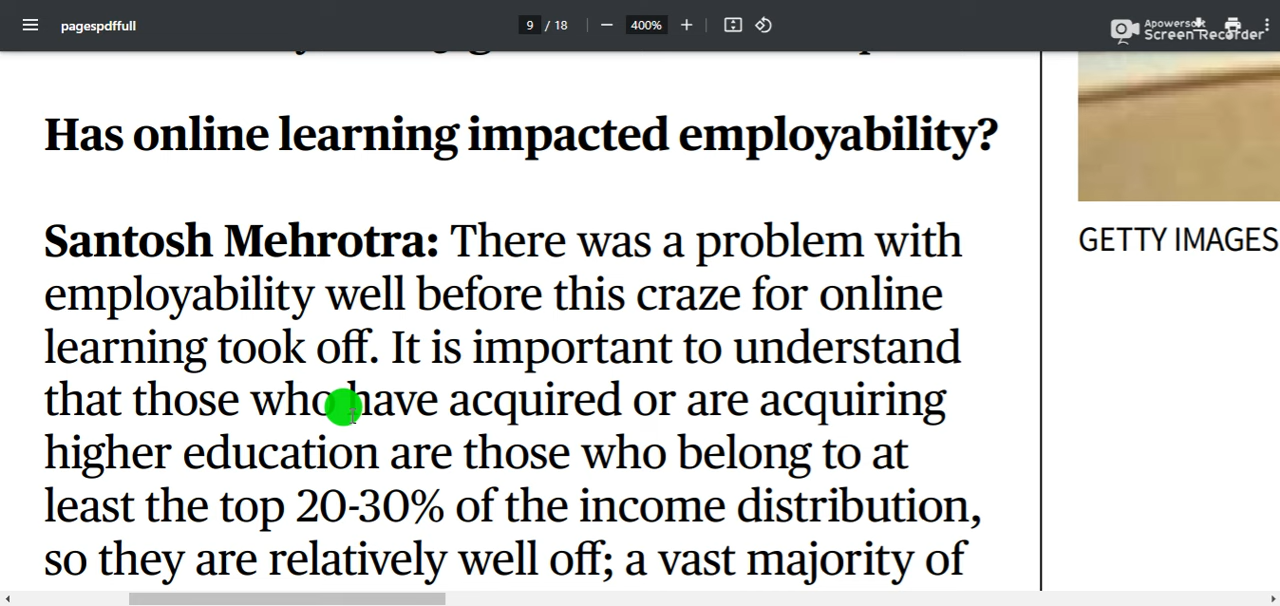 pagespdffull
9 / 18
400%
Apowersoft
Screen Recorder
Has online learning impacted employability?
Santosh Mehrotra: There was a problem with
employability well before this craze for online
learning took off. It is important to understand
that those who have acquired or are acquiring
higher education are those who belong to at
least the top 20-30% of the income distribution,
so they are relatively well off; a vast majority of
GETTY IMAGES